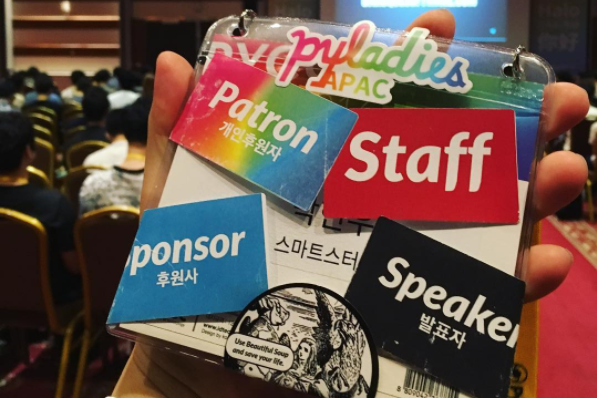 pyladies
APAC
Patron
개인후원자
Staff
ponsor
후원사
스마트스터
Speaker
발표자
Use Beautiful Soup
and save your life.